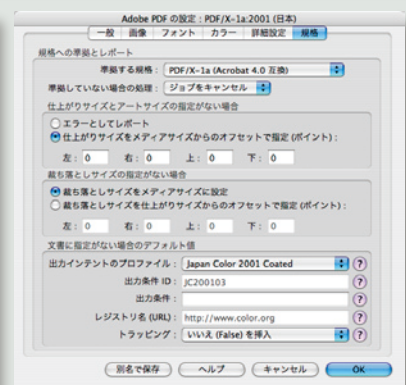 Adobe PDF の設定：PDF/X-1a:2001 (日本)
一般 画像 フォント カラー 詳細設定 規格
規格への準拠とレポート
準拠する規格： PDF/X-1a (Acrobat 4.0 互換)
準拠していない場合の処理： ジョブをキャンセル
仕上がりサイズとアートサイズの指定がない場合
エラーとしてレポート
仕上がりサイズをメディアサイズからのオフセットで指定 (ポイント)：
左： 0 右： 0 上： 0 下： 0
裁ち落としサイズの指定がない場合
裁ち落としサイズをメディアサイズに設定
裁ち落としサイズを仕上がりサイズからのオフセットで指定 (ポイント)：
左： 0 右： 0 上： 0 下： 0
文書に指定がない場合のデフォルト値
出力インテントのプロファイル： Japan Color 2001 Coated ?
出力条件 ID： JC200103 ?
出力条件： ?
レジストリ名 (URL)： http://www.color.org ?
トラッピング： いいえ (False) を挿入 ?
別名で保存 ヘルプ キャンセル OK